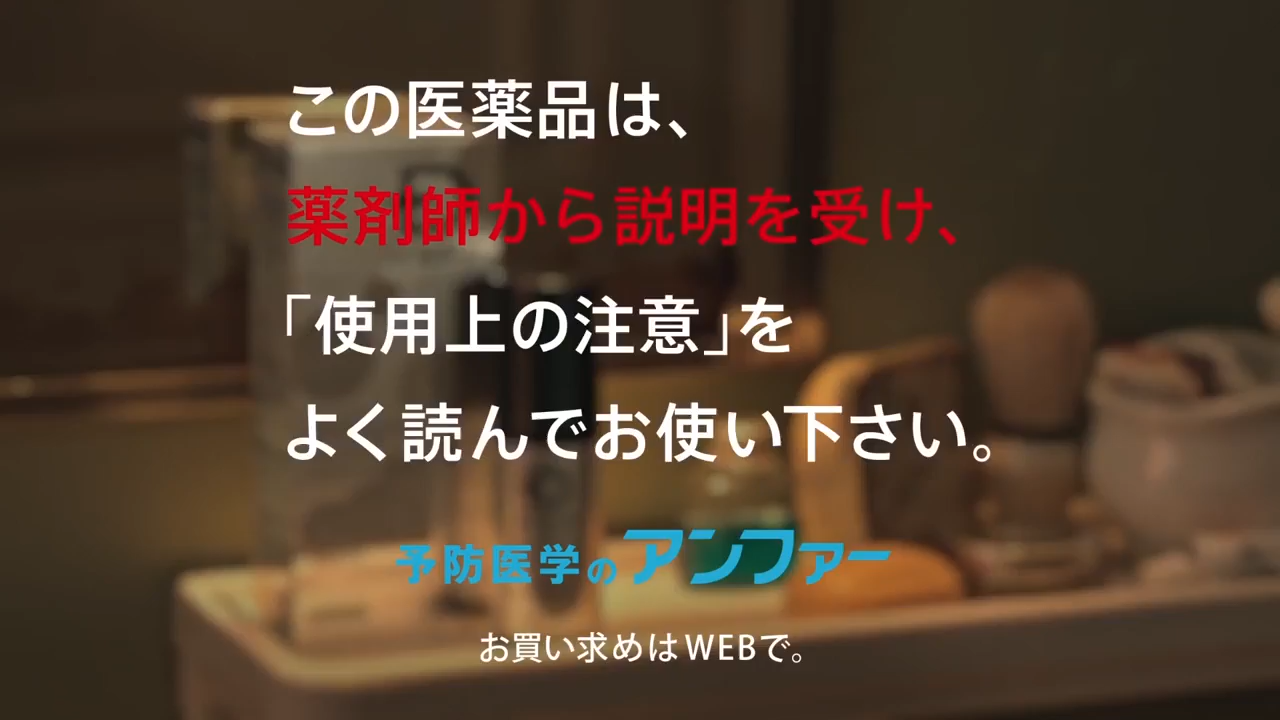 この医薬品は、
薬剤師から説明を受け、
「使用上の注意」を
よく読んでお使い下さい。
予防医学のアンファー
お買い求めはWEBで。